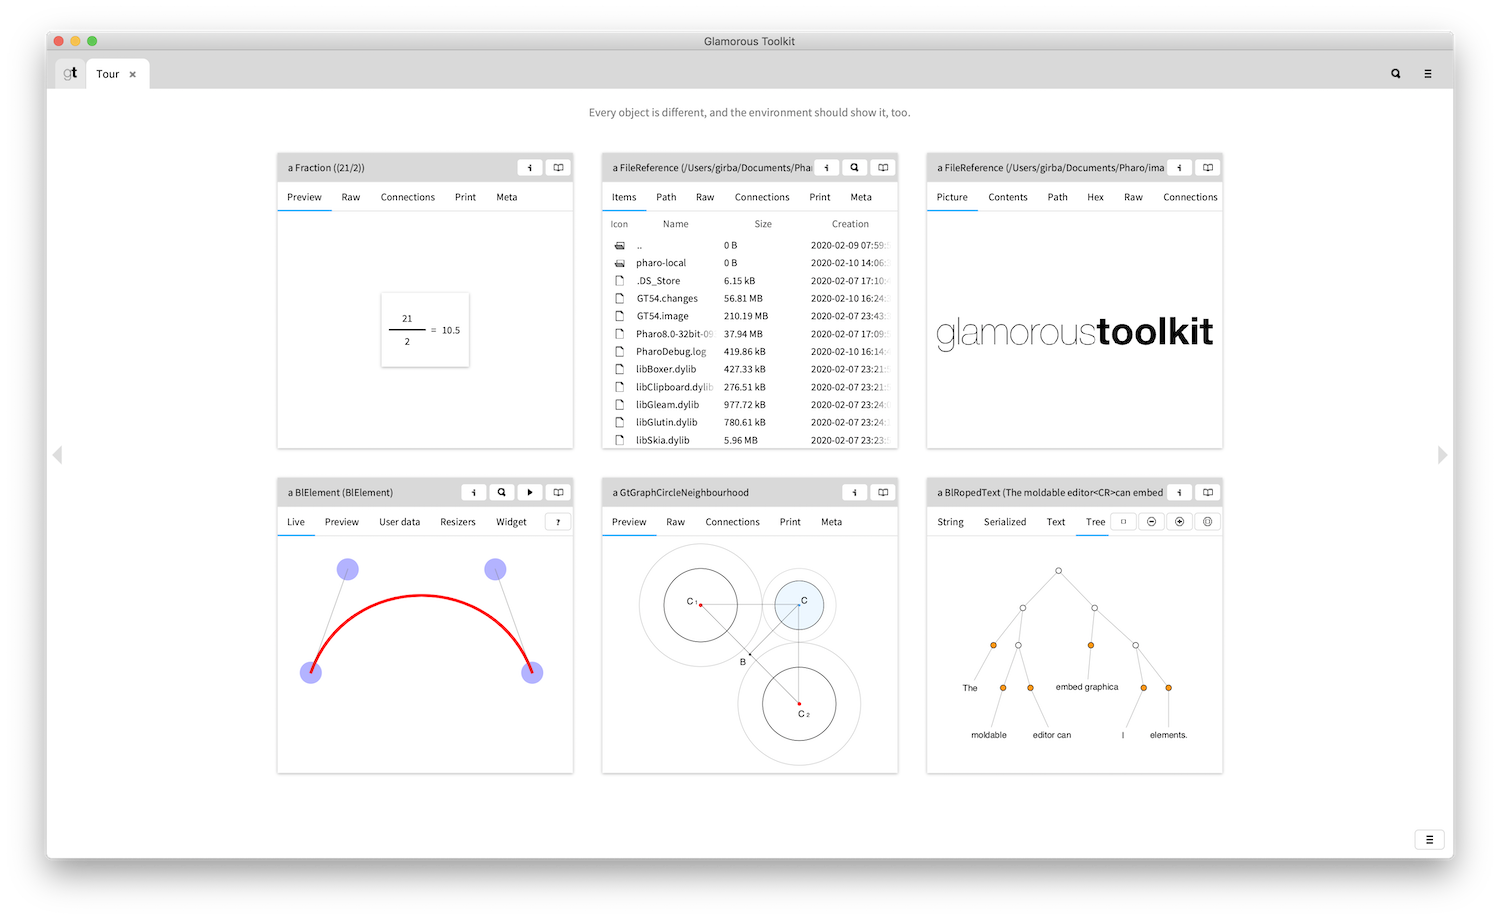 Glamorous Toolkit
gt Tour
Every object is different, and the environment should show it, too.
a Fraction ((21/2))
Preview Raw Connections Print Meta
21
2
= 10.5
a FileReference (/Users/girba/Documents/Phar
Items Path Raw Connections Print Meta
Icon Name Size Creation
.. 0 B 2020-02-09 07:59:
pharo-local 0 B 2020-02-10 14:06:
.DS_Store 6.15 kB 2020-02-07 17:10:
GT54.changes 56.81 MB 2020-02-10 16:24:
GT54.image 210.19 MB 2020-02-07 23:43:
Pharo8.0-32bit-09 37.94 MB 2020-02-07 17:09:
PharoDebug.log 419.86 kB 2020-02-10 16:14:
libBoxer.dylib 427.33 kB 2020-02-07 23:21:
libClipboard.dylib 276.51 kB 2020-02-07 23:21:
libGleam.dylib 977.72 kB 2020-02-07 23:24:
libGlutin.dylib 780.61 kB 2020-02-07 23:24:
libSkia.dylib 5.96 MB 2020-02-07 23:23:
a FileReference (/Users/girba/Documents/Pharo/ima
Picture Contents Path Hex Raw Connections
glamoroustoolkit
a BlElement (BlElement)
Live Preview User data Resizers Widget ?
a GtGraphCircleNeighbourhood
Preview Raw Connections Print Meta
C 1
C
B
C 2
a BlRopedText (The moldable editor<CR>can embed
String Serialized Text Tree
The
embed graphica
moldable
editor can
l
elements.